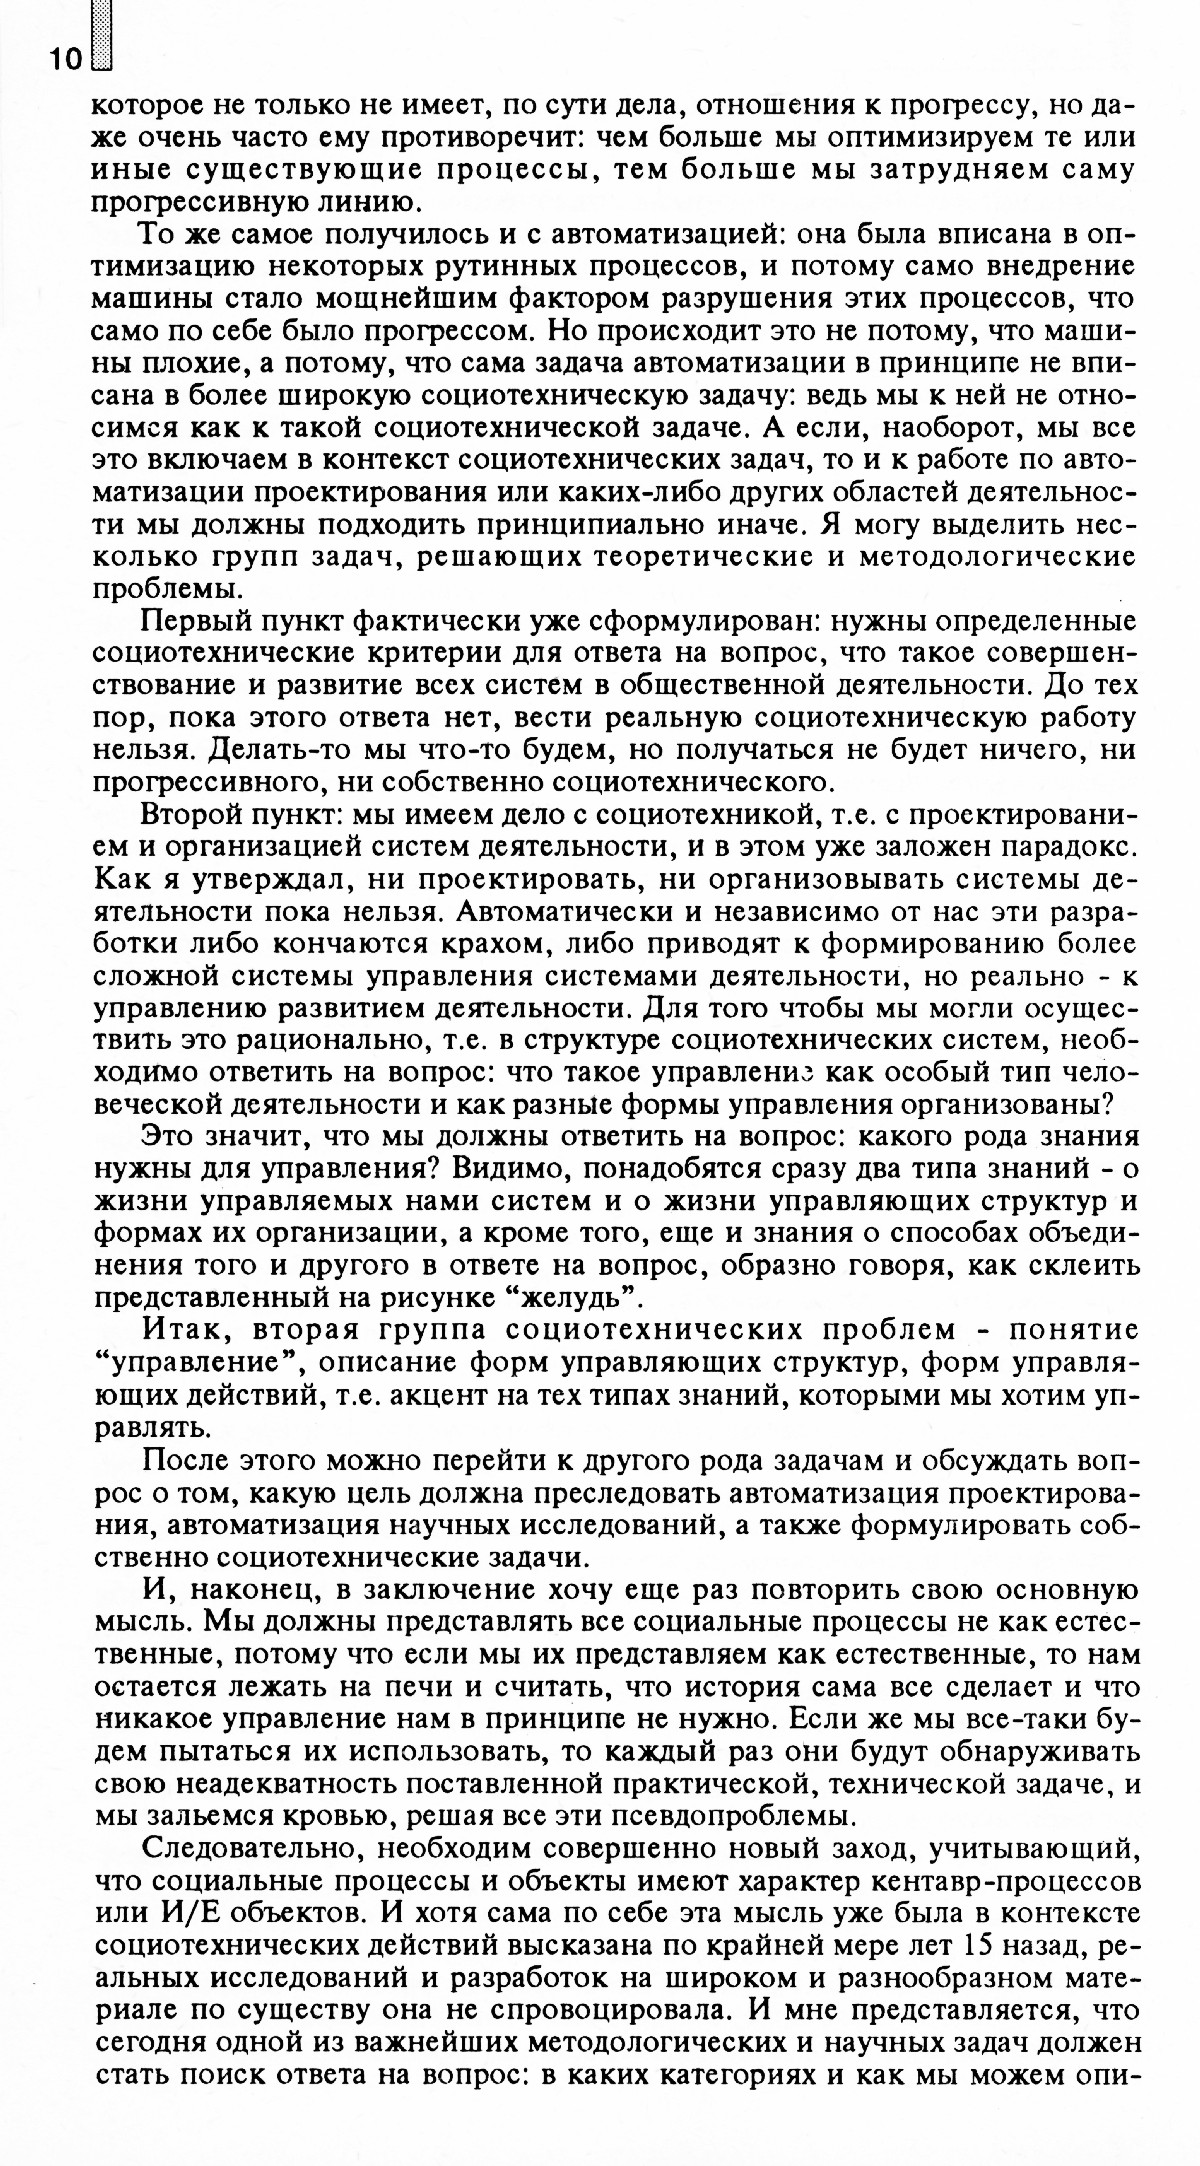 10
которое не только не имеет, по сути дела, отношения к прогрессу, но да-
же очень часто ему противоречит: чем больше мы оптимизируем те или
иные существующие процессы, тем больше мы затрудняем саму
прогрессивную линию.
То же самое получилось и с автоматизацией: она была вписана в оп-
тимизацию некоторых рутинных процессов, и потому само внедрение
машины стало мощнейшим фактором разрушения этих процессов, что
само по себе было прогрессом. Но происходит это не потому, что маши-
ны плохие, а потому, что сама задача автоматизации в принципе не впи-
сана в более широкую социотехническую задачу: ведь мы к ней не отно-
симся как к такой социотехнической задаче. А если, наоборот, мы все
это включаем в контекст социотехнических задач, то и к работе по авто-
матизации проектирования или каких-либо других областей деятельнос-
ти мы должны подходить принципиально иначе. Я могу выделить нес-
колько групп задач, решающих теоретические и методологические
проблемы.
Первый пункт фактически уже сформулирован: нужны определенные
социотехнические критерии для ответа на вопрос, что такое совершен-
ствование и развитие всех систем в общественной деятельности. До тех
пор, пока этого ответа нет, вести реальную социотехническую работу
нельзя. Делать-то мы что-то будем, но получаться не будет ничего, ни
прогрессивного, ни собственно социотехнического.
Второй пункт: мы имеем дело с социотехникой, т.е. с проектировани-
ем и организацией систем деятельности, и в этом уже заложен парадокс.
Как я утверждал, ни проектировать, ни организовывать системы де-
ятельности пока нельзя. Автоматически и независимо от нас эти разра-
ботки либо кончаются крахом, либо приводят к формированию более
сложной системы управления системами деятельности, но реально - к
управлению развитием деятельности. Для того чтобы мы могли осущес-
твить это рационально, т.е. в структуре социотехнических систем, необ-
ходимо ответить на вопрос: что такое управление как особый тип чело-
веческой деятельности и как разные формы управления организованы?
Это значит, что мы должны ответить на вопрос: какого рода знания
нужны для управления? Видимо, понадобятся сразу два типа знаний - о
жизни управляемых нами систем и о жизни управляющих структур и
формах их организации, а кроме того, еще и знания о способах объеди-
нения того и другого в ответе на вопрос, образно говоря, как склеить
представленный на рисунке “желудь”.
Итак, вторая группа социотехнических проблем - понятие
“управление”, описание форм управляющих структур, форм управля-
ющих действий, т.е. акцент на тех типах знаний, которыми мы хотим уп-
равлять.
После этого можно перейти к другого рода задачам и обсуждать воп-
рос о том, какую цель должна преследовать автоматизация проектирова-
ния, автоматизация научных исследований, а также формулировать соб-
ственно социотехнические задачи.
И, наконец, в заключение хочу еще раз повторить свою основную
мысль. Мы должны представлять все социальные процессы не как естес-
твенные, потому что если мы их представляем как естественные, то нам
остается лежать на печи и считать, что история сама все сделает и что
никакое управление нам в принципе не нужно. Если же мы все-таки бу-
дем пытаться их использовать, то каждый раз они будут обнаруживать
свою неадекватность поставленной практической, технической задаче, и
мы зальемся кровью, решая все эти псевдопроблемы.
Следовательно, необходим совершенно новый заход, учитывающий,
что социальные процессы и объекты имеют характер кентавр-процессов
или И/Е объектов. И хотя сама по себе эта мысль уже была в контексте
социотехнических действий высказана по крайней мере лет 15 назад, ре-
альных исследований и разработок на широком и разнообразном мате-
риале по существу она не спровоцировала. И мне представляется, что
сегодня одной из важнейших методологических и научных задач должен
стать поиск ответа на вопрос: в каких категориях и как мы можем опи-